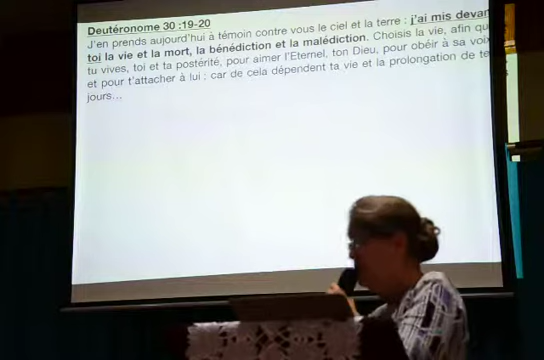 Deutéronome 30 :19-20
J'en prends aujourd'hui à témoin contre vous le ciel et la terre : j'ai mis devan
toi la vie et la mort, la bénédiction et la malédiction. Choisis la vie, afin qu
tu vives, toi et ta postérité, pour aimer l'Eternel, ton Dieu, pour obéir à sa voix
et pour t'attacher à lui : car de cela dépendent ta vie et la prolongation de te
jours…